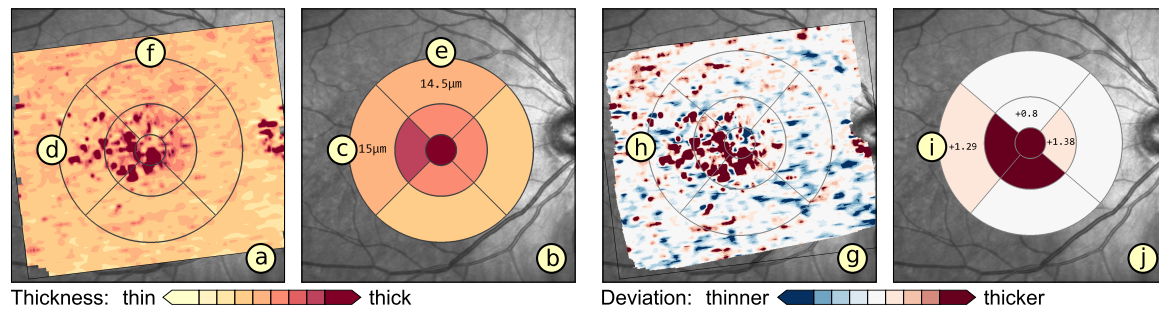 f
e
14.5µm
+0.8
d
c
15µm
h
i
+1.29
+1.38
a
b
g
j
Thickness: thin thick
Deviation: thinner thicker